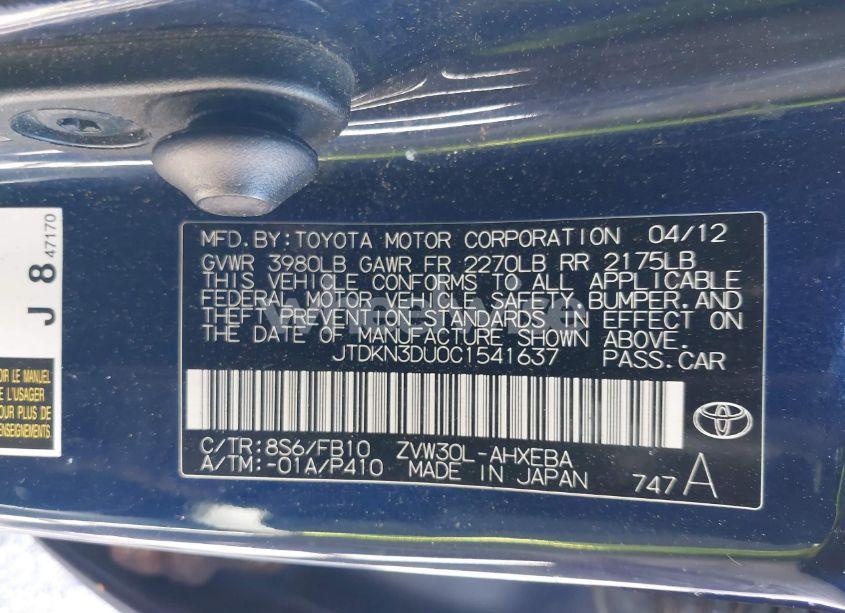 J 8
47170
OIR LE MANUEL
E L'USAGER
OUR PLUS DE
ENSEIGNEMENTS
MFD. BY: TOYOTA MOTOR CORPORATION 04/12
GVWR 3980LB GAWR FR 2270LB RR 2175LB
THIS VEHICLE CONFORMS TO ALL APPLICABLE
FEDERAL MOTOR VEHICLE SAFETY, BUMPER, AND
THEFT PREVENTION STANDARDS IN EFFECT ON
THE DATE OF MANUFACTURE SHOWN ABOVE.
JTDKN3DU0C1541637 PASS. CAR
C/TR: 8S6/FB10 ZVW30L-AHXEBA
A/TM: -01A/P410 MADE IN JAPAN 747 A